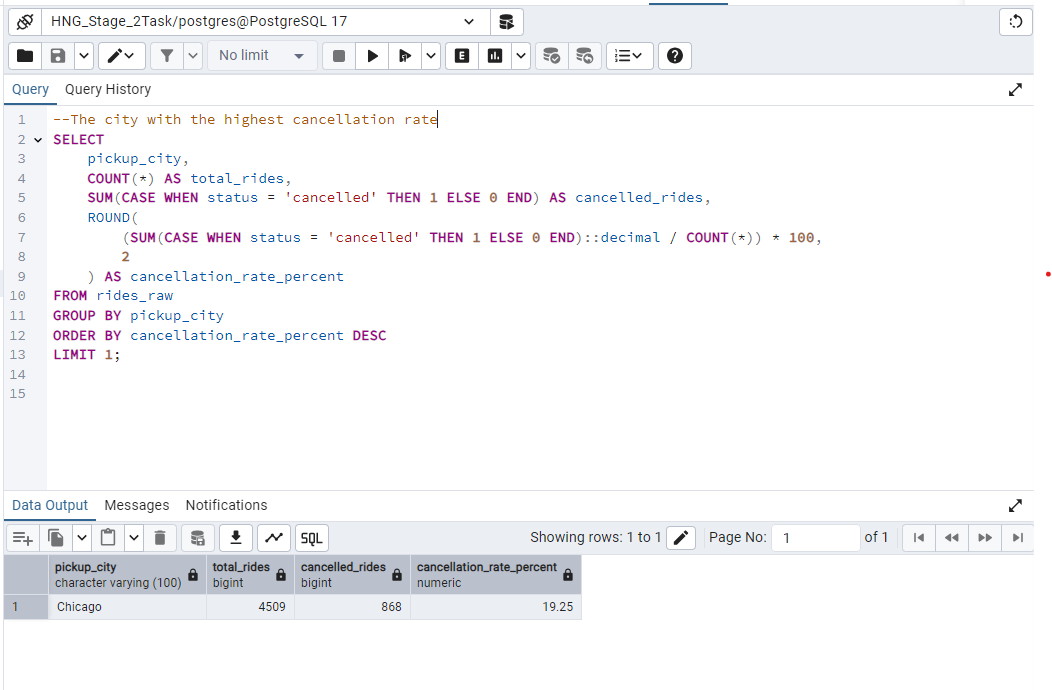 HNG_Stage_2Task/postgres@PostgreSQL 17
No limit
E
Query Query History
1 --The city with the highest cancellation rate
2 SELECT
3 pickup_city,
4 COUNT(*) AS total_rides,
5 SUM(CASE WHEN status = 'cancelled' THEN 1 ELSE 0 END) AS cancelled_rides,
6 ROUND(
7 (SUM(CASE WHEN status = 'cancelled' THEN 1 ELSE 0 END)::decimal / COUNT(*)) * 100,
8 2
9 ) AS cancellation_rate_percent
10 FROM rides_raw
11 GROUP BY pickup_city
12 ORDER BY cancellation_rate_percent DESC
13 LIMIT 1;
14
15
Data Output Messages Notifications
SQL Showing rows: 1 to 1 Page No: 1 of 1
pickup_city total_rides cancelled_rides cancellation_rate_percent
character varying (100) bigint bigint numeric
1 Chicago 4509 868 19.25